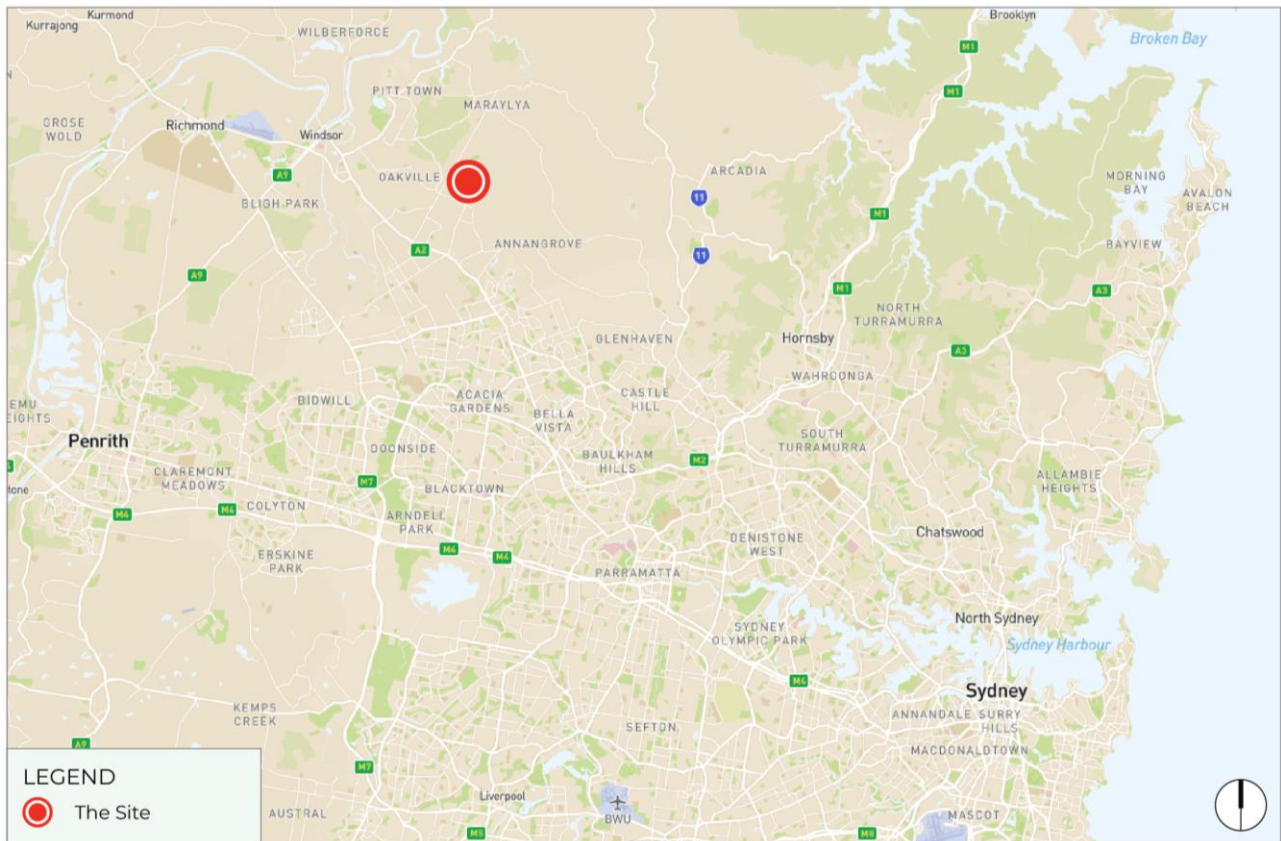 Kurmond
Kurrajong
WILBERFORCE
Brooklyn
Broken Bay
M1
M1
PITT TOWN
MARAYLYA
GROSE
WOLD
Richmond
Windsor
A9
OAKVILLE
BLIGH PARK
ARCADIA
11
MORNING
BAY
AVALON
BEACH
M1
A2
ANNANGROVE
11
BAYVIEW
A9
M1
A3
NORTH
TURRAMURRA
GLENHAVEN
Hornsby
A3
WAHROONGA
EMU
EIGHTS
BIDWILL
ACACIA
GARDENS
CASTLE
HILL
BELLA
VISTA
Penrith
DOONSIDE
BAULKHAM
HILLS
SOUTH
TURRAMURRA
M2
CLAREMONT
MEADOWS
M7
BLACKTOWN
ALLAMBIE
HEIGHTS
tone
COLYTON
M4
M4
ARNDELL
PARK
Chatswood
DENISTONE
WEST
ERSKINE
PARK
M4
M4
PARRAMATTA
North Sydney
SYDNEY
OLYMPIC PARK
Sydney Harbour
M4
Sydney
KEMPS
CREEK
SEFTON
ANNANDALE
SURRY
HILLS
MACDONALDTOWN
A9
M7
LEGEND
The Site
AUSTRAL
Liverpool
BWU
MASCOT
M5
M8